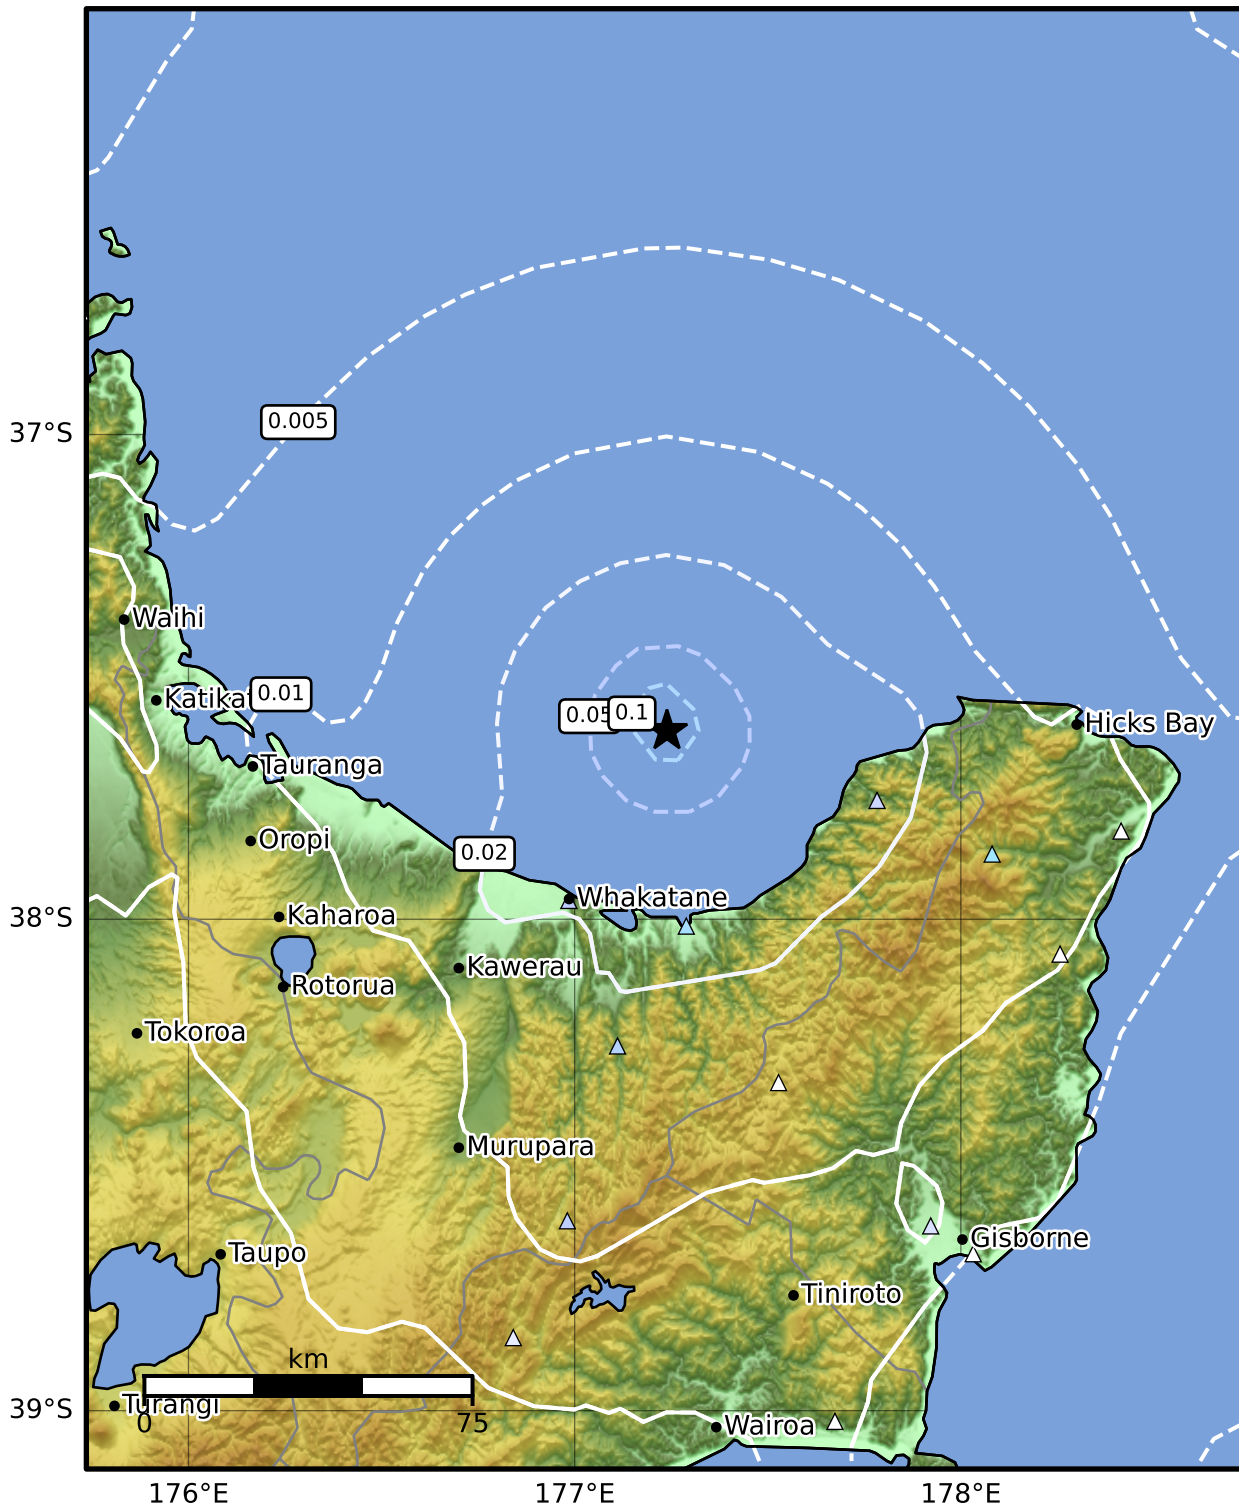 0.005
37°S
Waihi
Katikat
0.01
0.05
0.1
Hicks Bay
Tauranga
Oropi
0.02
Whakatane
38°S
Kaharoa
Kawerau
Rotorua
Tokoroa
Murupara
Gisborne
Taupo
Tiniroto
km
Turangi
39°S
0
75
Wairoa
176°E
177°E
178°E